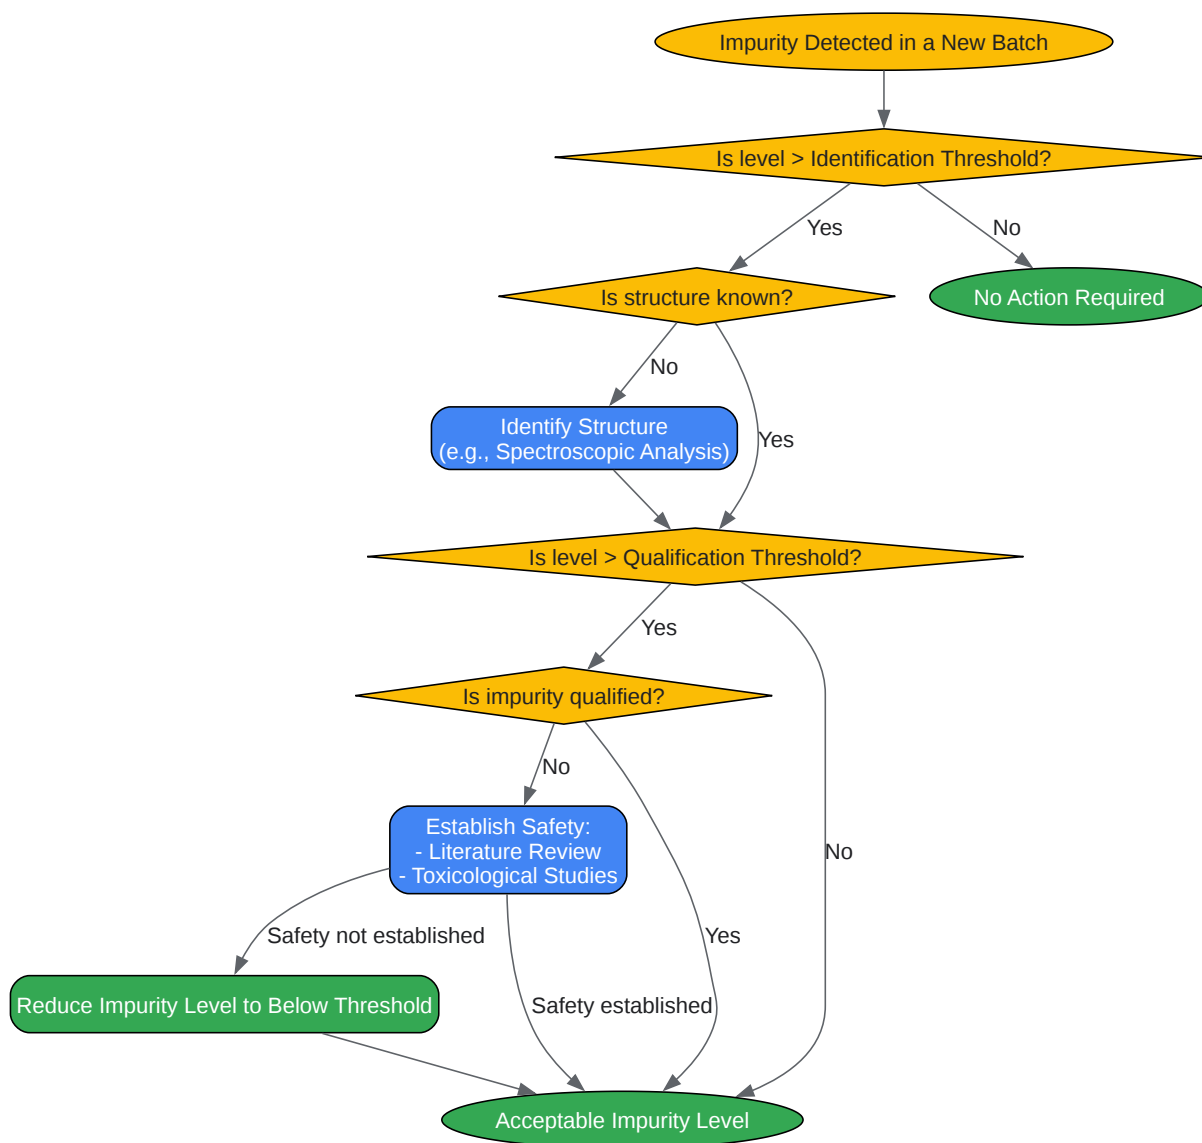 Impurity Detected in a New Batch
Is level > Identification Threshold?
Yes
No
Is structure known?
No Action Required
No
Identify Structure
(e.g., Spectroscopic Analysis)
Yes
Is level > Qualification Threshold?
Yes
Is impurity qualified?
No
Establish Safety:
- Literature Review
- Toxicological Studies
No
Safety not established
Yes
Reduce Impurity Level to Below Threshold
Safety established
Acceptable Impurity Level